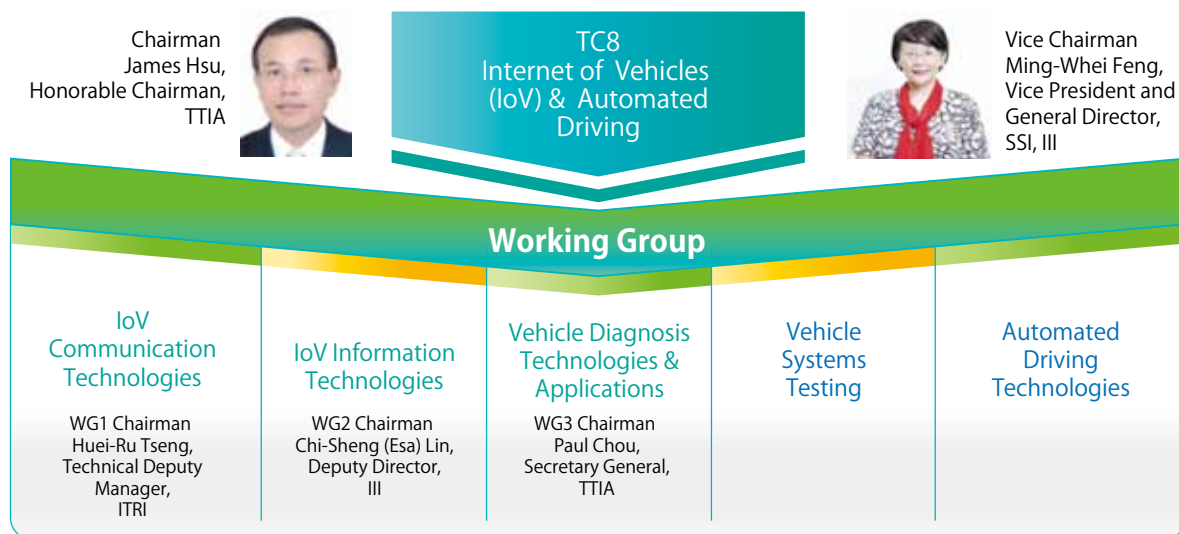 Chairman
James Hsu,
Honorable Chairman,
TTIA
TC8
Internet of Vehicles
(IoV) & Automated
Driving
Vice Chairman
Ming-Whei Feng,
Vice President and
General Director,
SSI, III
Working Group
IoV
Communication
Technologies
WG1 Chairman
Huei-Ru Tseng,
Technical Deputy
Manager,
ITRI
IoV Information
Technologies
WG2 Chairman
Chi-Sheng (Esa) Lin,
Deputy Director,
III
Vehicle Diagnosis
Technologies &
Applications
WG3 Chairman
Paul Chou,
Secretary General,
TTIA
Vehicle
Systems
Testing
Automated
Driving
Technologies